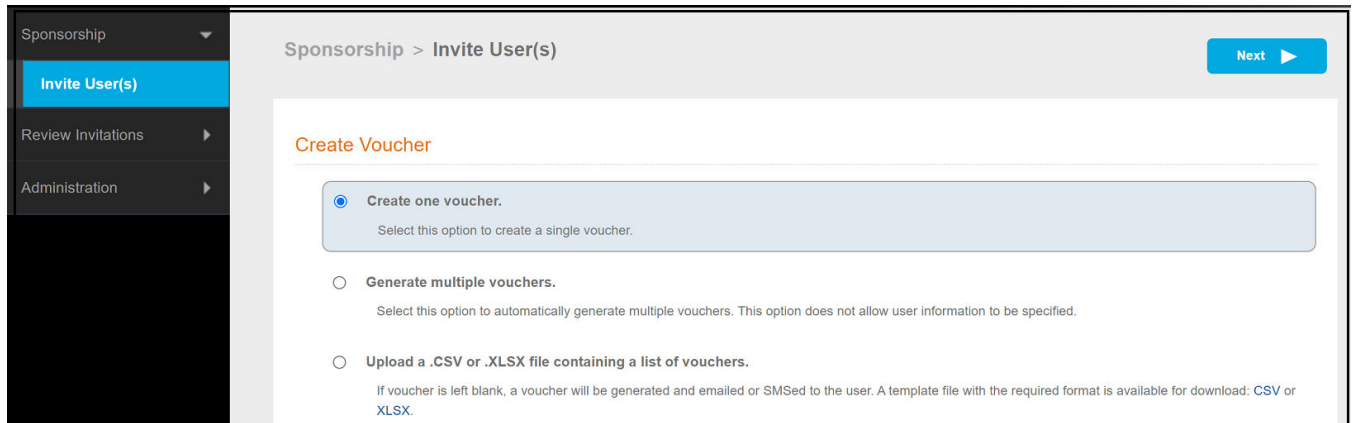 Sponsorship
Invite User(s)
Review Invitations
Administration
Sponsorship > Invite User(s)
Next
Create Voucher
Create one voucher.
Select this option to create a single voucher.
Generate multiple vouchers.
Select this option to automatically generate multiple vouchers. This option does not allow user information to be specified.
Upload a .CSV or .XLSX file containing a list of vouchers.
If voucher is left blank, a voucher will be generated and emailed or SMSed to the user. A template file with the required format is available for download: CSV or
XLSX.